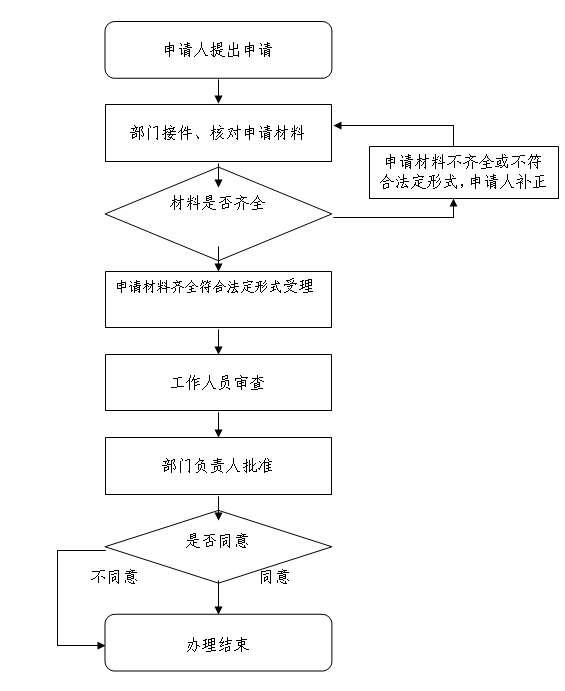 申请人提出申请
部门接件、核对申请材料
申请材料不齐全或不符
合法定形式，申请人补正
材料是否齐全
申请材料齐全符合法定形式受理
工作人员审查
部门负责人批准
是否同意
不同意
同意
办理结束